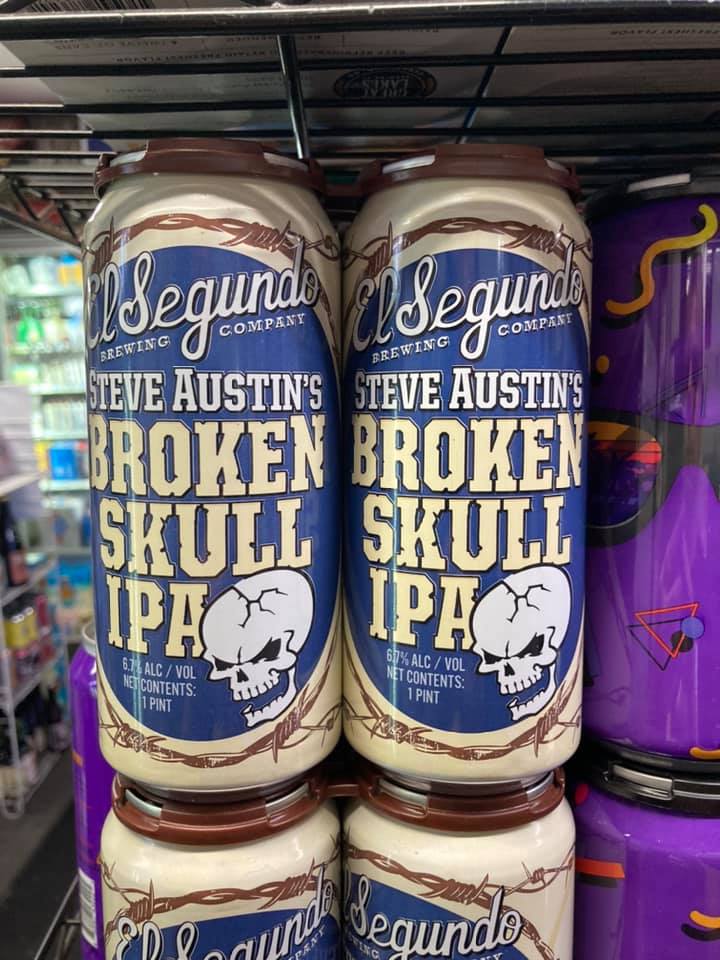 El Segundo
BREWING COMPANY
STEVE AUSTIN'S
BROKEN
SKULL
IPA
6.7% ALC / VOL
NET CONTENTS:
1 PINT
El Segundo
BREWING COMPANY
STEVE AUSTIN'S
BROKEN
SKULL
IPA
6.7% ALC / VOL
NET CONTENTS:
1 PINT
El Segundo
Segundo